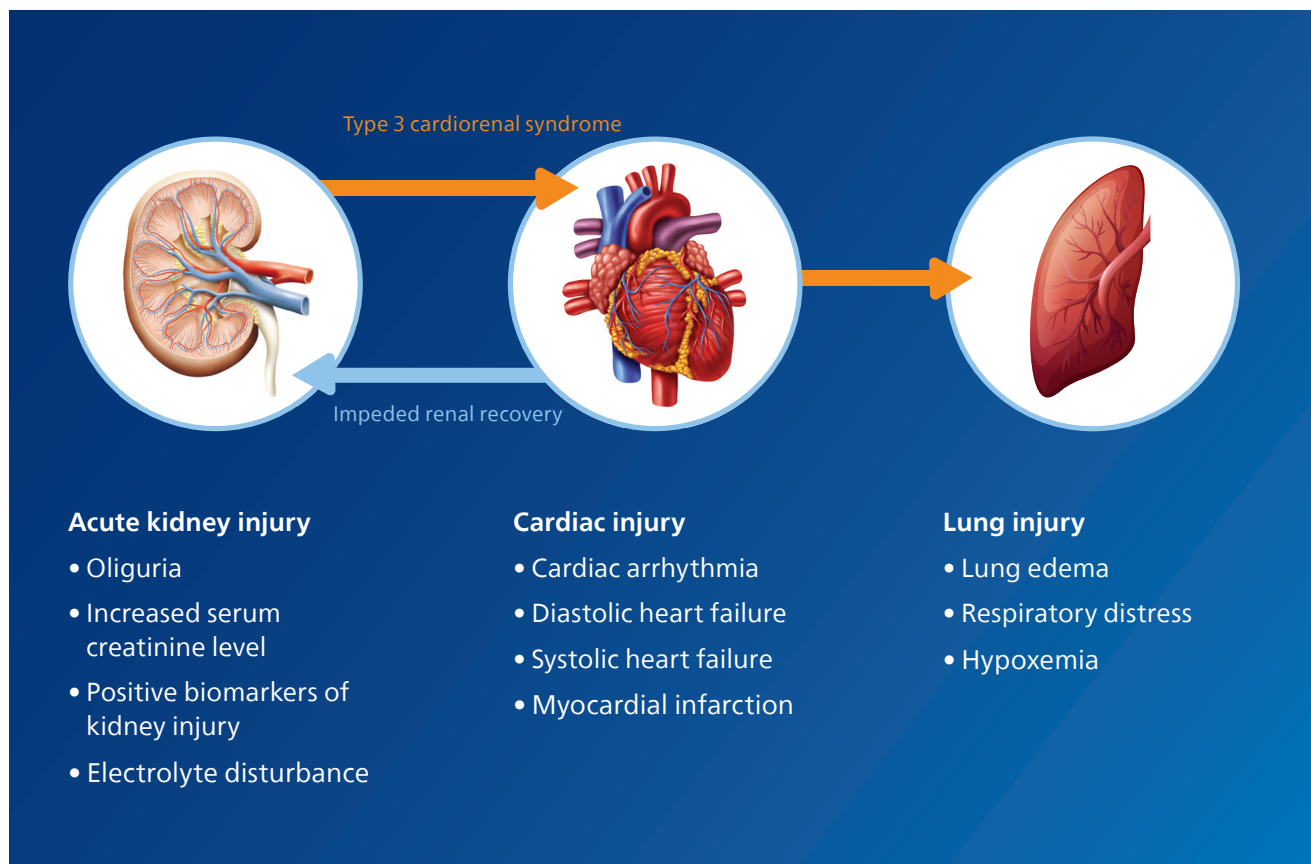 Type 3 cardiorenal syndrome
Impeded renal recovery
Acute kidney injury
• Oliguria
• Increased serum
creatinine level
• Positive biomarkers of
kidney injury
• Electrolyte disturbance
Cardiac injury
• Cardiac arrhythmia
• Diastolic heart failure
• Systolic heart failure
• Myocardial infarction
Lung injury
• Lung edema
• Respiratory distress
• Hypoxemia